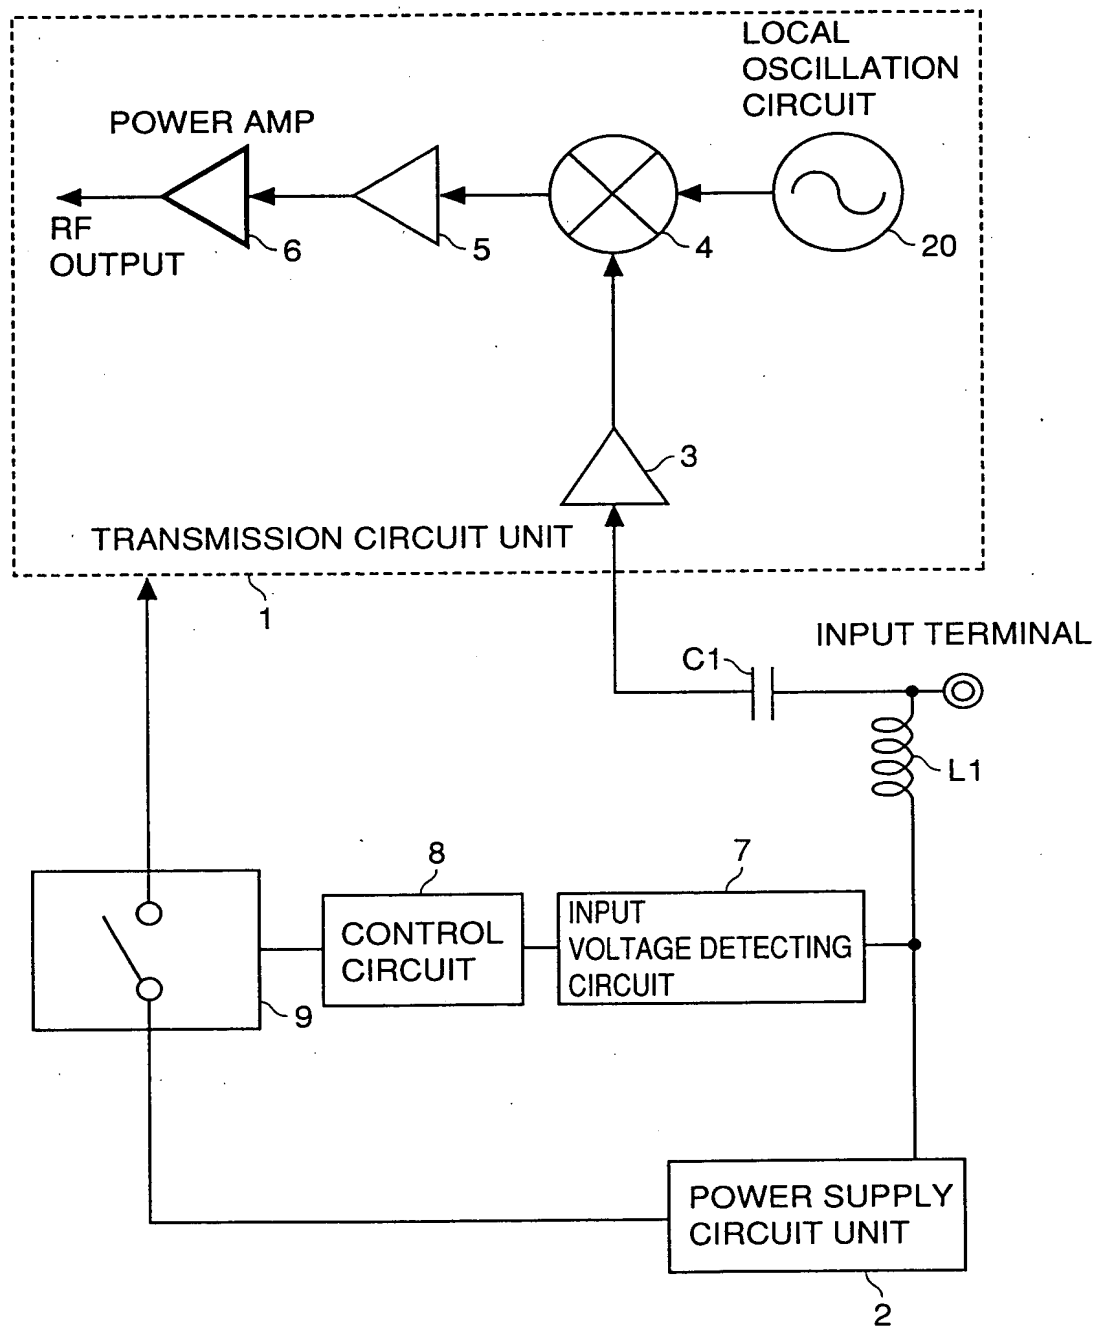 LOCAL
OSCILLATION
CIRCUIT
POWER AMP
RF
OUTPUT
6
5
4
20
3
TRANSMISSION CIRCUIT UNIT
1
INPUT TERMINAL
C1
L1
8
7
CONTROL
CIRCUIT
INPUT
VOLTAGE DETECTING
CIRCUIT
9
POWER SUPPLY
CIRCUIT UNIT
2